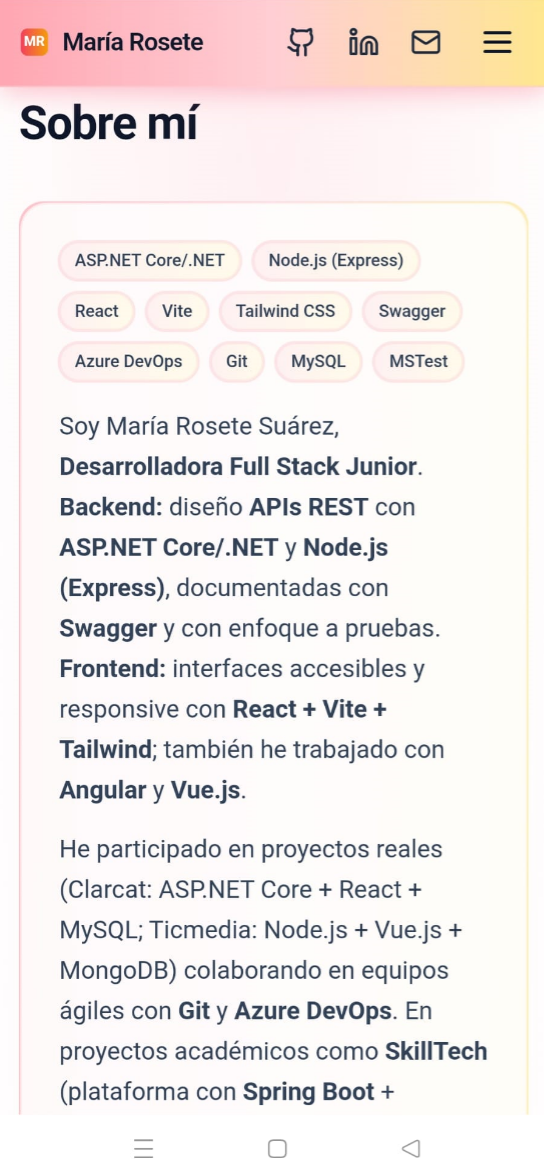 MR María Rosete
Sobre mí
ASP.NET Core/.NET Node.js (Express)
React Vite Tailwind CSS Swagger
Azure DevOps Git MySQL MSTest
Soy María Rosete Suárez,
Desarrolladora Full Stack Junior.
Backend: diseño APIs REST con
ASP.NET Core/.NET y Node.js
(Express), documentadas con
Swagger y con enfoque a pruebas.
Frontend: interfaces accesibles y
responsive con React + Vite +
Tailwind; también he trabajado con
Angular y Vue.js.
He participado en proyectos reales
(Clarcat: ASP.NET Core + React +
MySQL; Ticmedia: Node.js + Vue.js +
MongoDB) colaborando en equipos
ágiles con Git y Azure DevOps. En
proyectos académicos como SkillTech
(plataforma con Spring Boot +